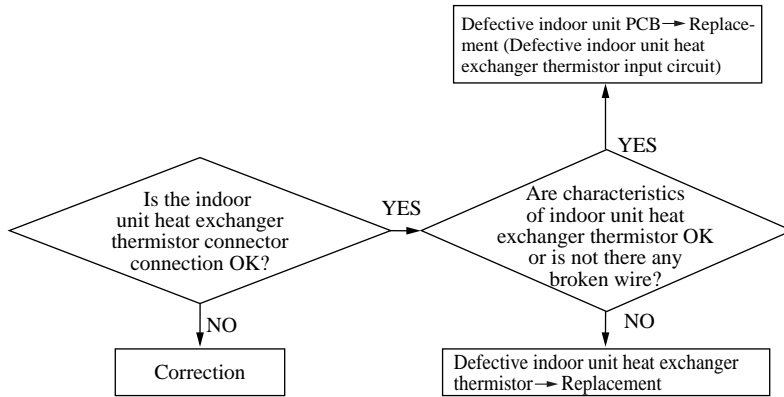 Defective indoor unit PCB→Replace-
ment (Defective indoor unit heat
exchanger thermistor input circuit)
YES
Is the indoor
unit heat exchanger
thermistor connector
connection OK?
YES
Are characteristics
of indoor unit heat
exchanger thermistor OK
or is not there any
broken wire?
NO
Correction
NO
Defective indoor unit heat exchanger
thermistor→Replacement